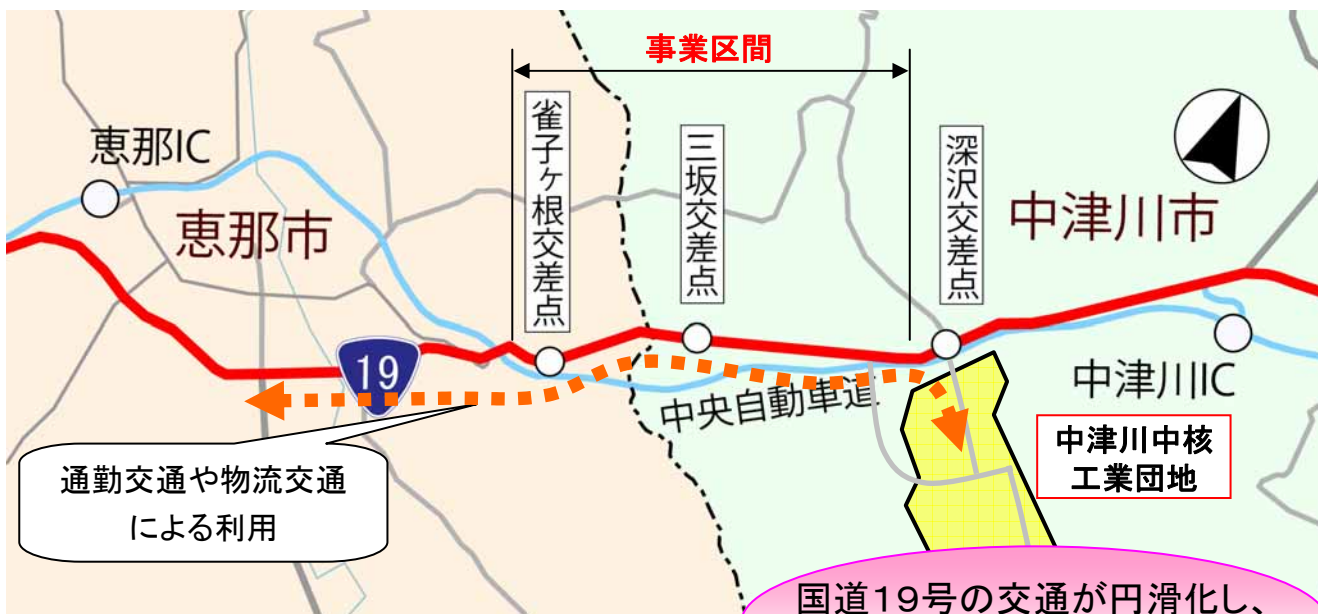 事業区間
恵那IC
恵那市
雀子ヶ根交差点
三坂交差点
深沢交差点
中津川市
19
中央自動車道
中津川IC
中津川中核
工業団地
通勤交通や物流交通
による利用
国道19号の交通が円滑化し、